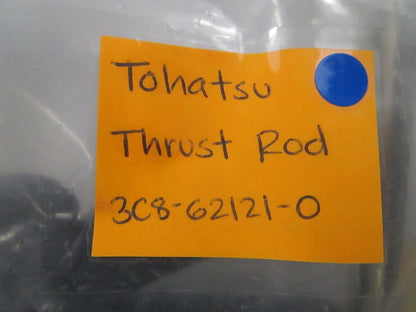 Tohatsu
Thrust Rod
3C8-62121-0